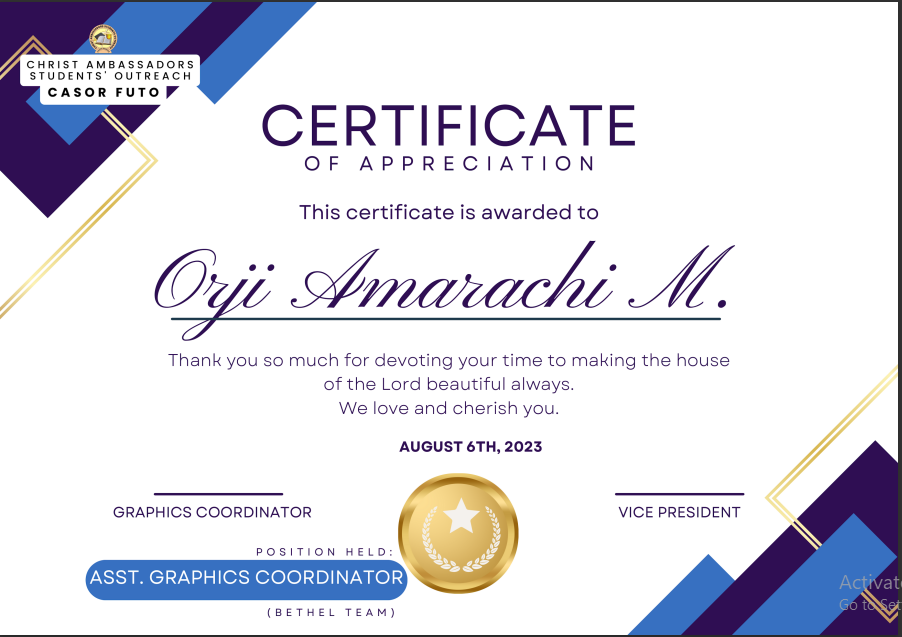 CHRIST AMBASSADORS
STUDENTS' OUTREACH
CASOR FUTO
CERTIFICATE
OF APPRECIATION
This certificate is awarded to
Orji Amarachi M.
Thank you so much for devoting your time to making the house
of the Lord beautiful always.
We love and cherish you.
AUGUST 6TH, 2023
GRAPHICS COORDINATOR
VICE PRESIDENT
POSITION HELD:
ASST. GRAPHICS COORDINATOR
(BETHEL TEAM)
Activat
Go to Set